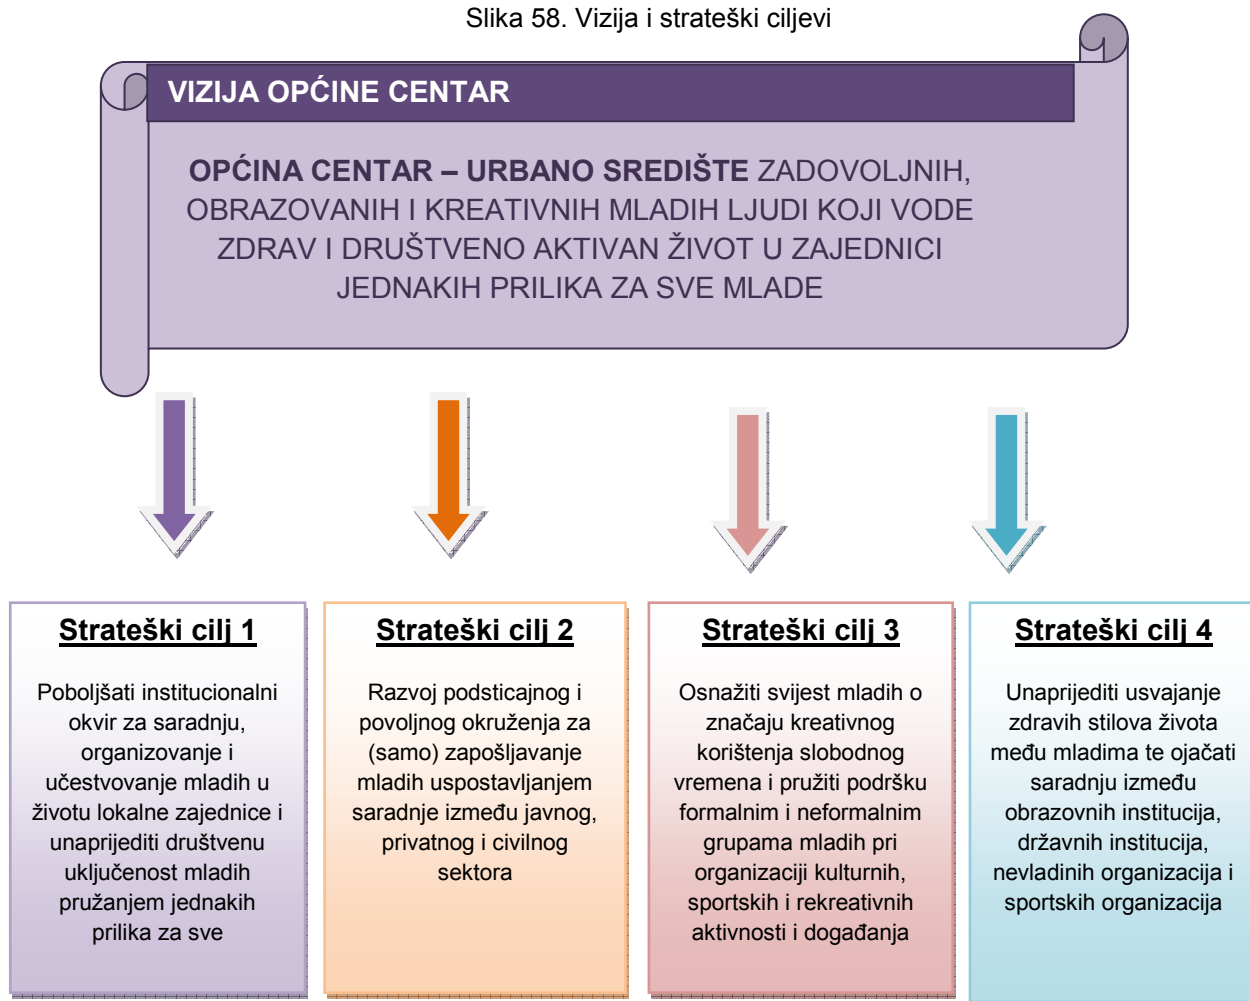 Slika 58. Vizija i strateški ciljevi
VIZIJA OPĆINE CENTAR
OPĆINA CENTAR – URBANO SREDIŠTE ZADOVOLJNIH,
OBRAZOVANIH I KREATIVNIH MLADIH LJUDI KOJI VODE
ZDRAV I DRUŠTVENO AKTIVAN ŽIVOT U ZAJEDNICI
JEDNAKIH PRILIKA ZA SVE MLADE
Strateški cilj 1
Poboljšati institucionalni
okvir za saradnju,
organizovanje i
učestvovanje mladih u
životu lokalne zajednice i
unaprijediti društvenu
uključenost mladih
pružanjem jednakih
prilika za sve
Strateški cilj 2
Razvoj podsticajnog i
povoljnog okruženja za
(samo) zapošljavanje
mladih uspostavljanjem
saradnje između javnog,
privatnog i civilnog
sektora
Strateški cilj 3
Osnažiti svijest mladih o
značaju kreativnog
korištenja slobodnog
vremena i pružiti podršku
formalnim i neformalnim
grupama mladih pri
organizaciji kulturnih,
sportskih i rekreativnih
aktivnosti i događanja
Strateški cilj 4
Unaprijediti usvajanje
zdravih stilova života
među mladima te ojačati
saradnju između
obrazovnih institucija,
državnih institucija,
nevladinih organizacija i
sportskih organizacija